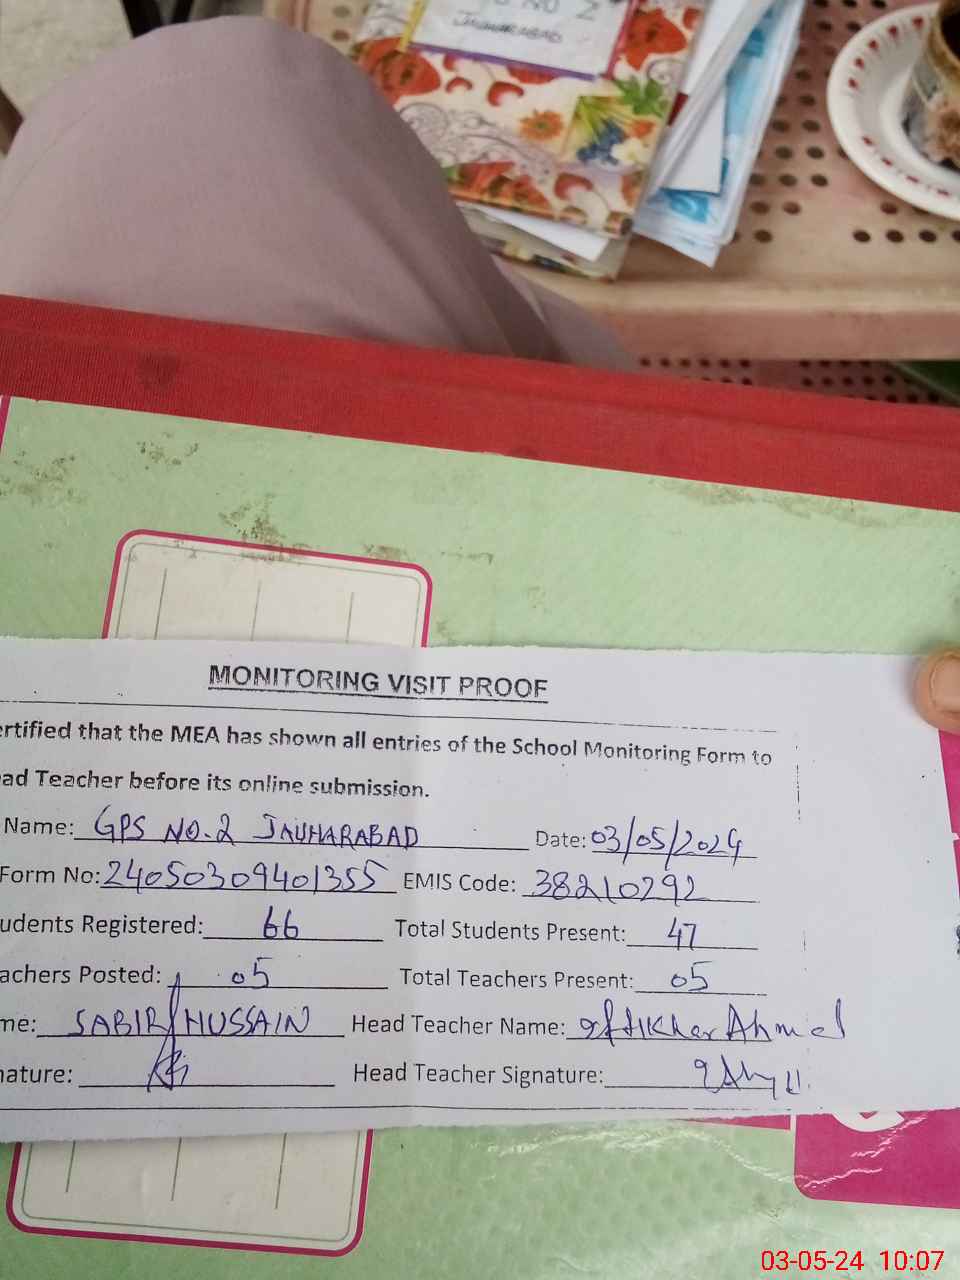 NO 2
JAUHARABAD
MONITORING VISIT PROOF
ertified that the MEA has shown all entries of the School Monitoring Form to
ad Teacher before its online submission.
Name: GPS NO.2 JAUHARABAD Date: 03/05/2024
Form No: 24050309401355 EMIS Code: 38210292
udents Registered: 66 Total Students Present: 47
achers Posted: 05 Total Teachers Present: 05
me: SABIR HUSSAIN Head Teacher Name: Iftikhar Ahmed
nature: Head Teacher Signature:
03-05-24 10:07